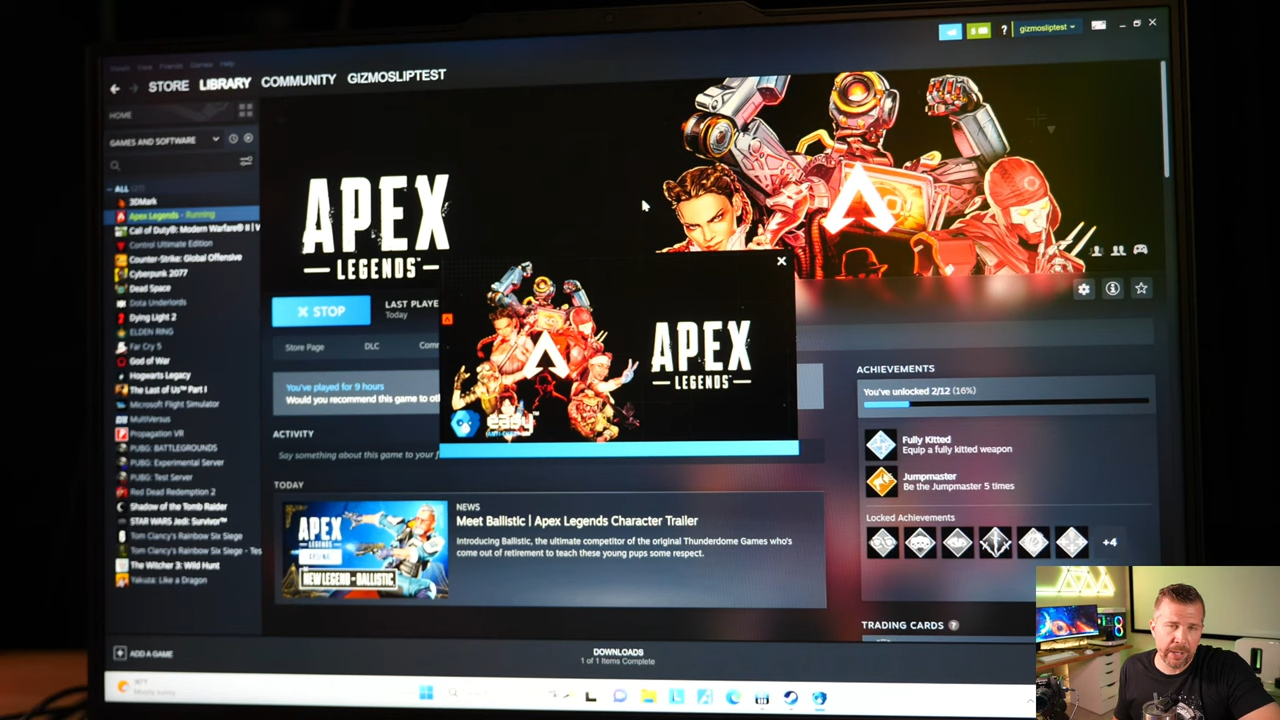 View Friends Games Help
STORE LIBRARY COMMUNITY GIZMOSLIPTEST
gizmosliptest
HOME
GAMES AND SOFTWARE
ALL
3DMark
Apex Legends - Running
Call of Duty®: Modern Warfare® II | W
Control Ultimate Edition
Counter-Strike: Global Offensive
Cyberpunk 2077
Dead Space
Dota Underlords
Dying Light 2
ELDEN RING
Far Cry 5
God of War
Hogwarts Legacy
The Last of Us™ Part I
Microsoft Flight Simulator
MultiVersus
Propagation VR
PUBG: BATTLEGROUNDS
PUBG: Experimental Server
PUBG: Test Server
Red Dead Redemption 2
Shadow of the Tomb Raider
STAR WARS Jedi: Survivor™
Tom Clancy's Rainbow Six Siege
Tom Clancy's Rainbow Six Siege - Tes
The Witcher 3: Wild Hunt
Yakuza: Like a Dragon
ADD A GAME
APEX
LEGENDS™
STOP
LAST PLAYE
Today
Store Page DLC Com
You've played for 9 hours
Would you recommend this game to ot
ACTIVITY
Say something about this game to your f
APEX
LEGENDS™
TODAY
APEX
LEGENDS
NEW LEGEND - BALLISTIC
NEWS
Meet Ballistic | Apex Legends Character Trailer
Introducing Ballistic, the ultimate competitor of the original Thunderdome Games who's
come out of retirement to teach these young pups some respect.
ACHIEVEMENTS
You've unlocked 2/12 (16%)
Fully Kitted
Equip a fully kitted weapon
Jumpmaster
Be the Jumpmaster 5 times
Locked Achievements
+4
TRADING CARDS ?
DOWNLOADS
1 of 1 Items Complete
Mostly sunny